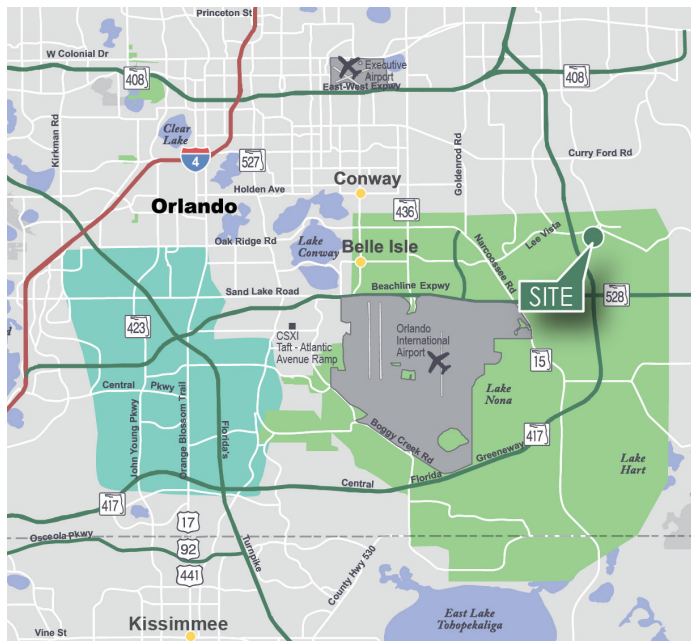 Princeton St
W Colonial Dr
408
Executive
Airport
East-West Expwy
408
Kirkman Rd
Clear
Lake
4
527
Goldenrod Rd
Curry Ford Rd
Holden Ave
Conway
Orlando
436
Oak Ridge Rd
Lake
Conway
Belle Isle
Narcoossee Rd
Lee Vista
SITE
Sand Lake Road
Beachline Expwy
528
423
CSXI
Taft - Atlantic
Avenue Ramp
Orlando
International
Airport
15
Central Pkwy
Lake
Nona
John Young Pkwy
Orange Blossom Trail
Florida's
Boggy Creek Rd
417
Greeneway
Lake
Hart
Central Florida
417
17
Osceola Pkwy
92
Turnpike
441
County Hwy 530
Kissimmee
Vine St
East Lake
Tohopekaliga